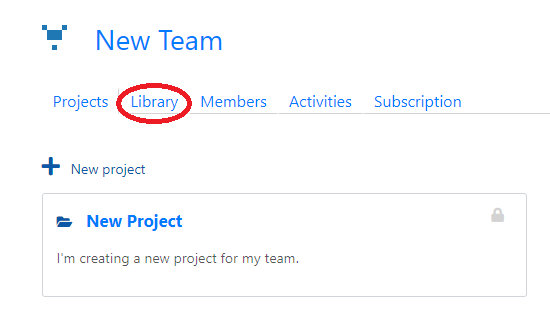 New Team
Projects Library Members Activities Subscription
New project
New Project
I'm creating a new project for my team.